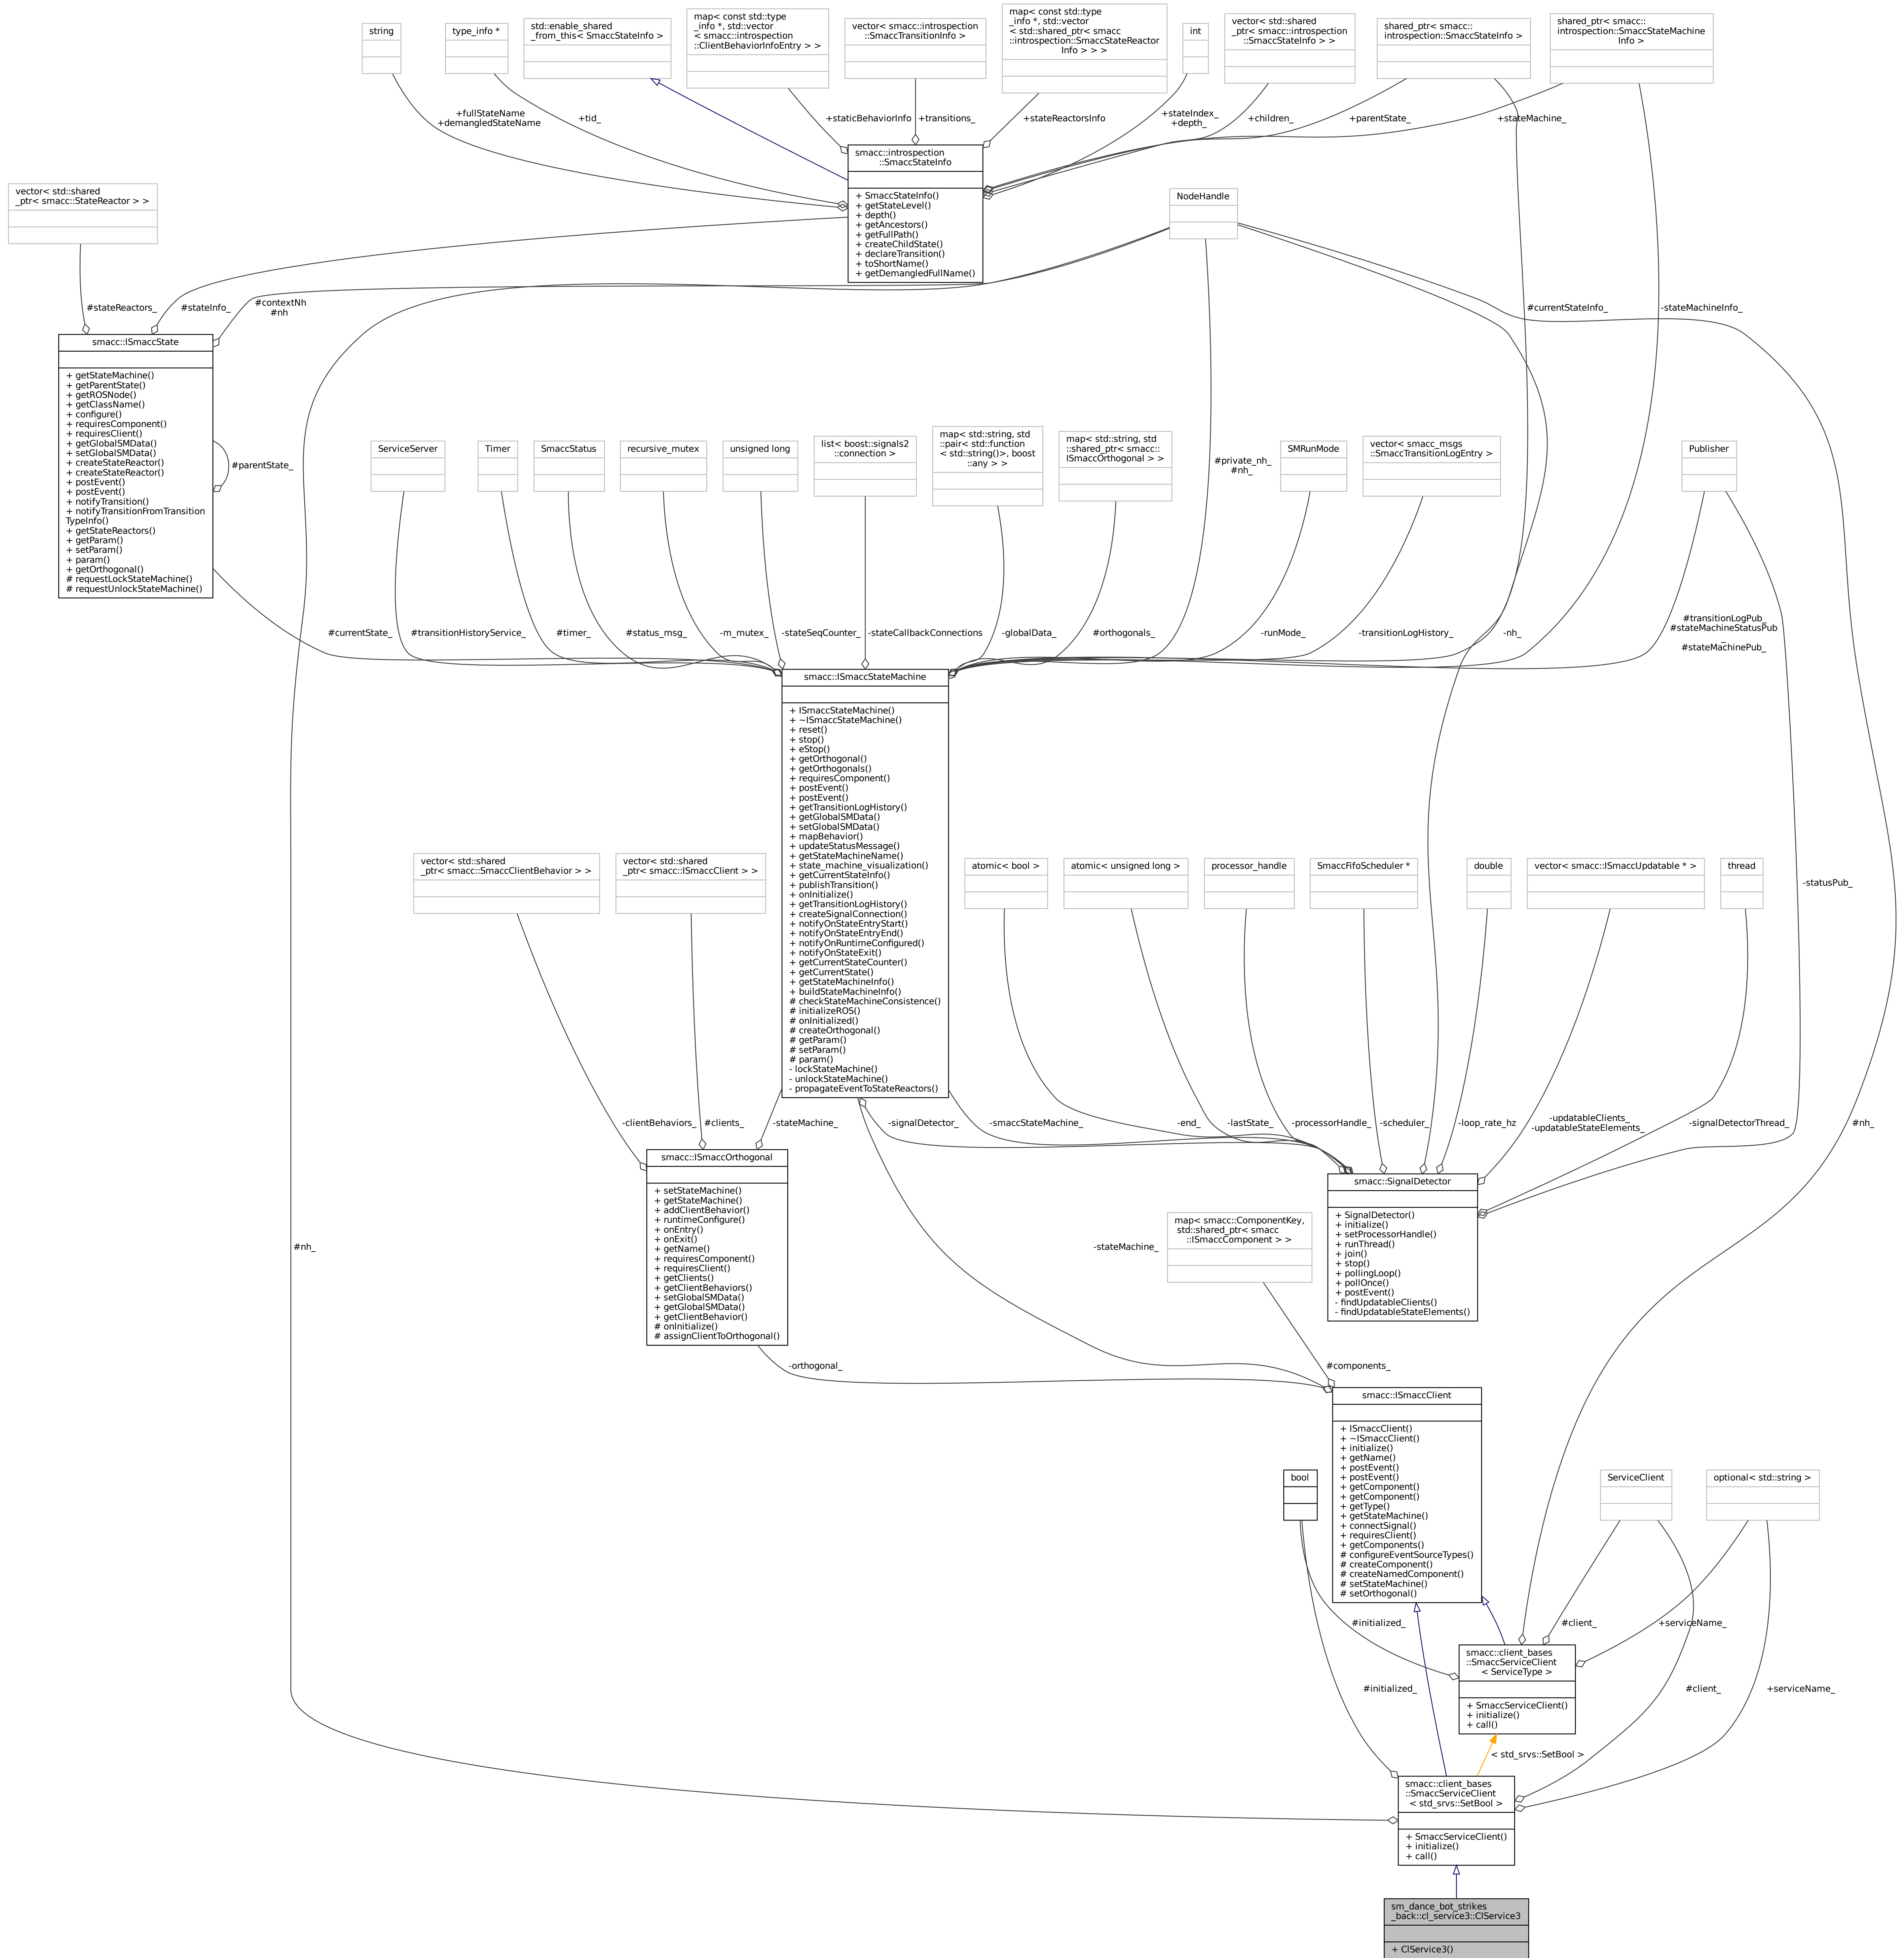 string
type_info *
std::enable_shared
_from_this< SmaccStateInfo >
map< const std::type
_info *, std::vector
< smacc::introspection
::ClientBehaviorInfoEntry > >
vector< smacc::introspection
::SmaccTransitionInfo >
map< const std::type
_info *, std::vector
< std::shared_ptr< smacc
::introspection::SmaccStateReactor
Info > > >
int
vector< std::shared
_ptr< smacc::introspection
::SmaccStateInfo > >
shared_ptr< smacc::
introspection::SmaccStateInfo >
shared_ptr< smacc::
introspection::SmaccStateMachine
Info >
+fullStateName
+demangledStateName
+tid_
+staticBehaviorInfo
+transitions_
+stateReactorsInfo
+stateIndex_
+depth_
+children_
+parentState_
+stateMachine_
smacc::introspection
::SmaccStateInfo
+ SmaccStateInfo()
+ getStateLevel()
+ depth()
+ getAncestors()
+ getFullPath()
+ createChildState()
+ declareTransition()
+ toShortName()
+ getDemangledFullName()
vector< std::shared
_ptr< smacc::StateReactor > >
NodeHandle
#stateReactors_
#stateInfo_
#contextNh
#nh
#currentStateInfo_
-stateMachineInfo_
smacc::ISmaccState
+ getStateMachine()
+ getParentState()
+ getROSNode()
+ getClassName()
+ configure()
+ requiresComponent()
+ requiresClient()
+ getGlobalSMData()
+ setGlobalSMData()
+ createStateReactor()
+ createStateReactor()
+ postEvent()
+ postEvent()
+ notifyTransition()
+ notifyTransitionFromTransition
TypeInfo()
+ getStateReactors()
+ getParam()
+ setParam()
+ param()
+ getOrthogonal()
# requestLockStateMachine()
# requestUnlockStateMachine()
#parentState_
ServiceServer
Timer
SmaccStatus
recursive_mutex
unsigned long
list< boost::signals2
::connection >
map< std::string, std
::pair< std::function
< std::string()>, boost
::any > >
map< std::string, std
::shared_ptr< smacc::
ISmaccOrthogonal > >
#private_nh_
#nh_
SMRunMode
vector< smacc_msgs
::SmaccTransitionLogEntry >
Publisher
#currentState_
#transitionHistoryService_
#timer_
#status_msg_
-m_mutex_
-stateSeqCounter_
-stateCallbackConnections
-globalData_
#orthogonals_
-runMode_
-transitionLogHistory_
-nh_
#transitionLogPub_
#stateMachineStatusPub
_
#stateMachinePub_
smacc::ISmaccStateMachine
+ ISmaccStateMachine()
+ ~ISmaccStateMachine()
+ reset()
+ stop()
+ eStop()
+ getOrthogonal()
+ getOrthogonals()
+ requiresComponent()
+ postEvent()
+ postEvent()
+ getTransitionLogHistory()
+ getGlobalSMData()
+ setGlobalSMData()
+ mapBehavior()
+ updateStatusMessage()
+ getStateMachineName()
+ state_machine_visualization()
+ getCurrentStateInfo()
+ publishTransition()
+ onInitialize()
+ getTransitionLogHistory()
+ createSignalConnection()
+ notifyOnStateEntryStart()
+ notifyOnStateEntryEnd()
+ notifyOnRuntimeConfigured()
+ notifyOnStateExit()
+ getCurrentStateCounter()
+ getCurrentState()
+ getStateMachineInfo()
+ buildStateMachineInfo()
# checkStateMachineConsistence()
# initializeROS()
# onInitialized()
# createOrthogonal()
# getParam()
# setParam()
# param()
- lockStateMachine()
- unlockStateMachine()
- propagateEventToStateReactors()
vector< std::shared
_ptr< smacc::SmaccClientBehavior > >
vector< std::shared
_ptr< smacc::ISmaccClient > >
atomic< bool >
atomic< unsigned long >
processor_handle
SmaccFifoScheduler *
double
vector< smacc::ISmaccUpdatable * >
thread
-statusPub_
-clientBehaviors_
#clients_
-stateMachine_
-signalDetector_
-smaccStateMachine_
-end_
-lastState_
-processorHandle_
-scheduler_
-loop_rate_hz
-updatableClients_
-updatableStateElements_
-signalDetectorThread_
#nh_
smacc::ISmaccOrthogonal
+ setStateMachine()
+ getStateMachine()
+ addClientBehavior()
+ runtimeConfigure()
+ onEntry()
+ onExit()
+ getName()
+ requiresComponent()
+ requiresClient()
+ getClients()
+ getClientBehaviors()
+ setGlobalSMData()
+ getGlobalSMData()
+ getClientBehavior()
# onInitialize()
# assignClientToOrthogonal()
smacc::SignalDetector
+ SignalDetector()
+ initialize()
+ setProcessorHandle()
+ runThread()
+ join()
+ stop()
+ pollingLoop()
+ pollOnce()
+ postEvent()
- findUpdatableClients()
- findUpdatableStateElements()
#nh_
-stateMachine_
map< smacc::ComponentKey,
std::shared_ptr< smacc
::ISmaccComponent > >
-orthogonal_
#components_
smacc::ISmaccClient
+ ISmaccClient()
+ ~ISmaccClient()
+ initialize()
+ getName()
+ postEvent()
+ postEvent()
+ getComponent()
+ getComponent()
+ getType()
+ getStateMachine()
+ connectSignal()
+ requiresClient()
+ getComponents()
# configureEventSourceTypes()
# createComponent()
# createNamedComponent()
# setStateMachine()
# setOrthogonal()
bool
ServiceClient
optional< std::string >
#initialized_
#client_
+serviceName_
smacc::client_bases
::SmaccServiceClient
< ServiceType >
+ SmaccServiceClient()
+ initialize()
+ call()
#initialized_
#client_
+serviceName_
< std_srvs::SetBool >
smacc::client_bases
::SmaccServiceClient
< std_srvs::SetBool >
+ SmaccServiceClient()
+ initialize()
+ call()
sm_dance_bot_strikes
_back::cl_service3::ClService3
+ ClService3()